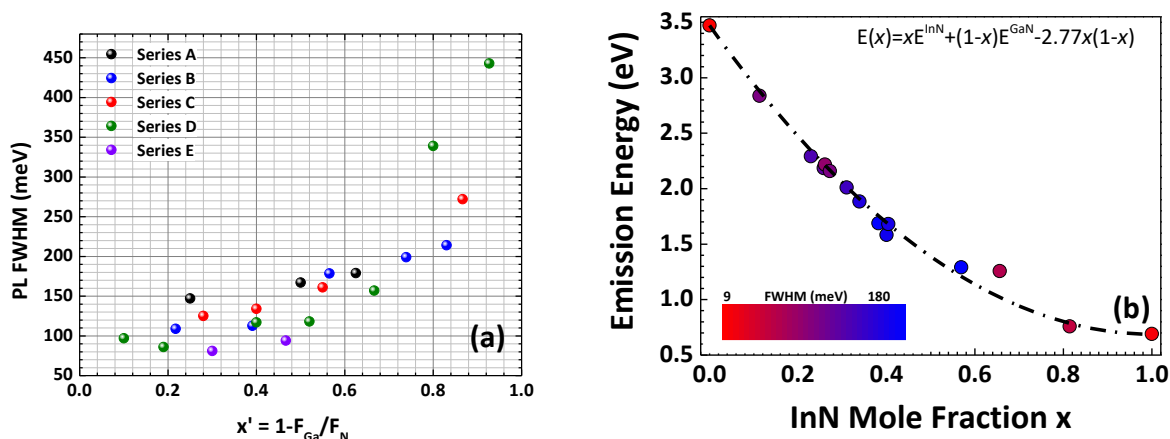 450
400
350
300
250
200
150
100
50
PL FWHM (meV)
Series A
Series B
Series C
Series D
Series E
(a)
0.0 0.2 0.4 0.6 0.8 1.0
x' = 1-F_Ga/F_N
3.5
3.0
2.5
2.0
1.5
1.0
0.5
Emission Energy (eV)
E(x)=xE^InN+(1-x)E^GaN-2.77x(1-x)
9 FWHM (meV) 180
(b)
0.0 0.2 0.4 0.6 0.8 1.0
InN Mole Fraction x